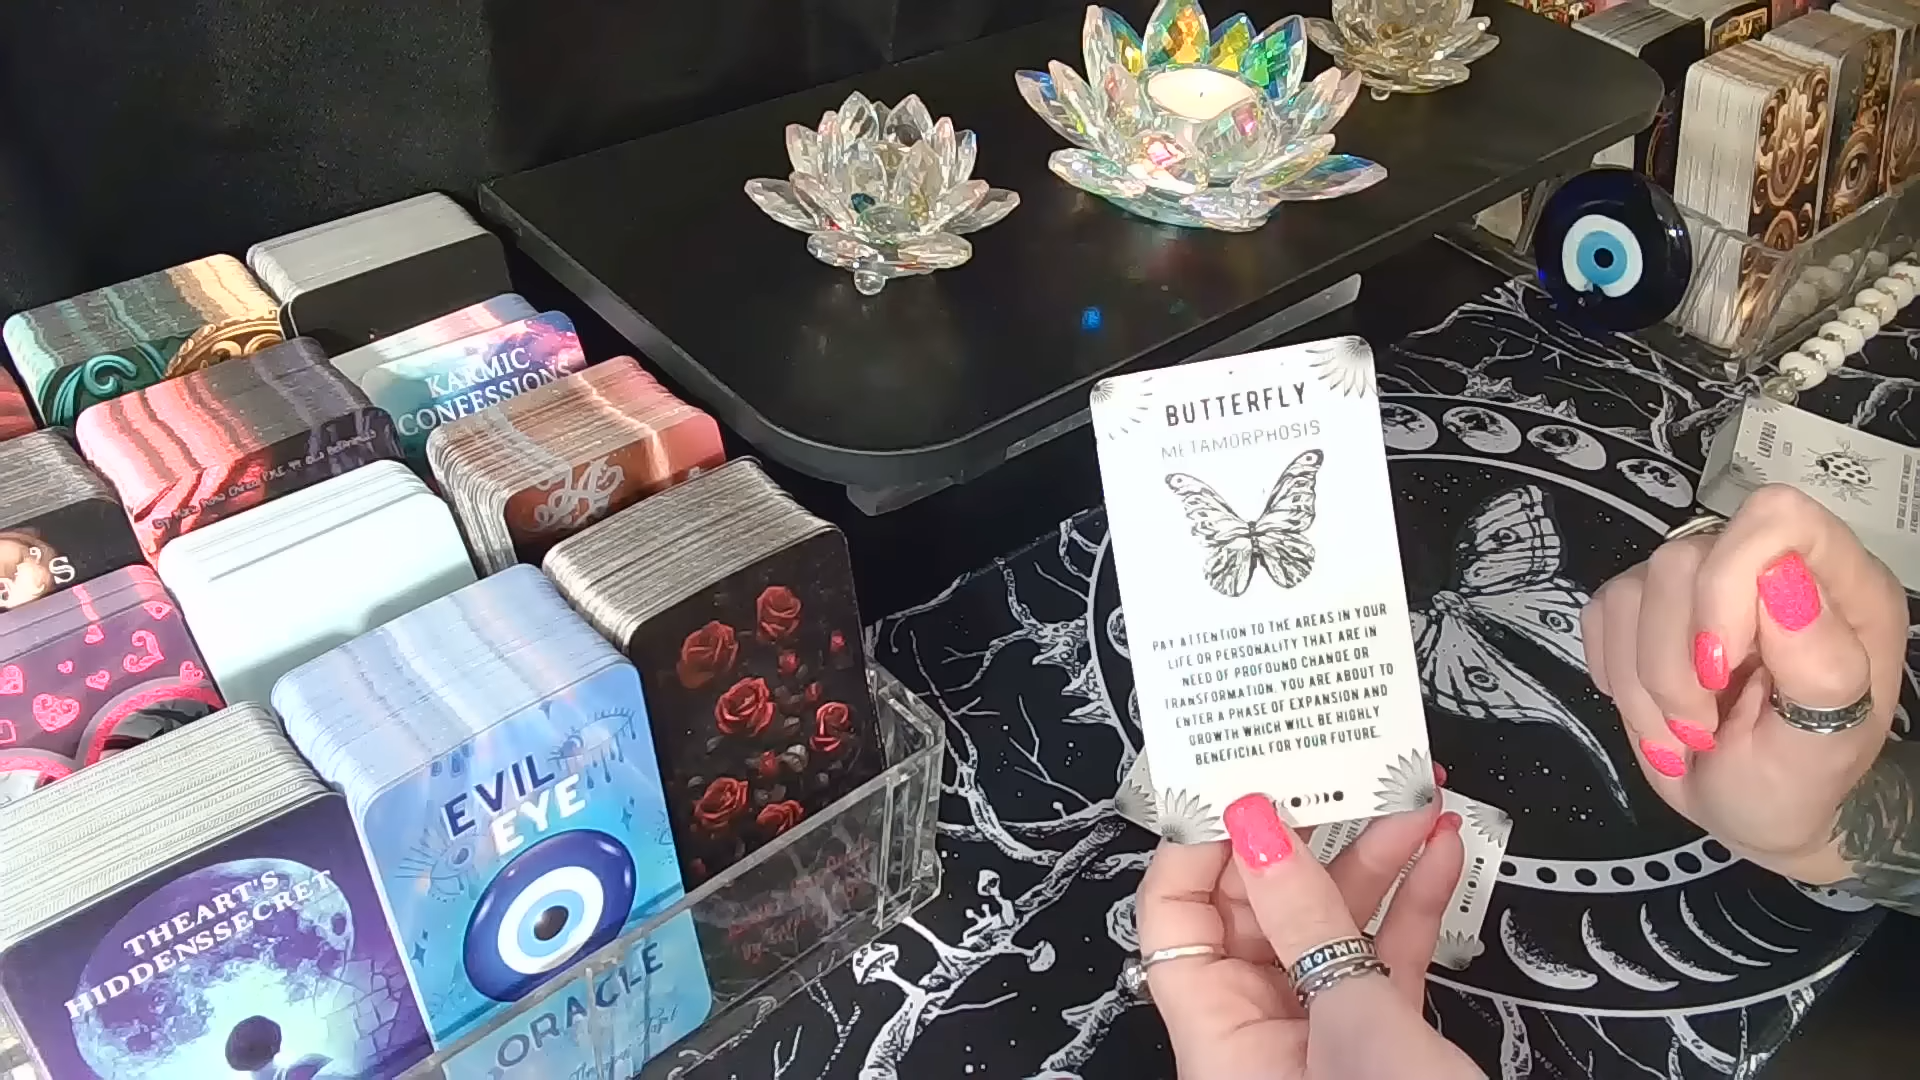 BUTTERFLY
METAMORPHOSIS
PAY ATTENTION TO THE AREAS IN YOUR
LIFE OR PERSONALITY THAT ARE IN
NEED OF PROFOUND CHANGE OR
TRANSFORMATION. YOU ARE ABOUT TO
ENTER A PHASE OF EXPANSION AND
GROWTH WHICH WILL BE HIGHLY
BENEFICIAL FOR YOUR FUTURE.
KARMIC
CONFESSIONS
EVIL
EYE
ORACLE
THEART'S
HIDDENSSECRET
'S
LADYBUG